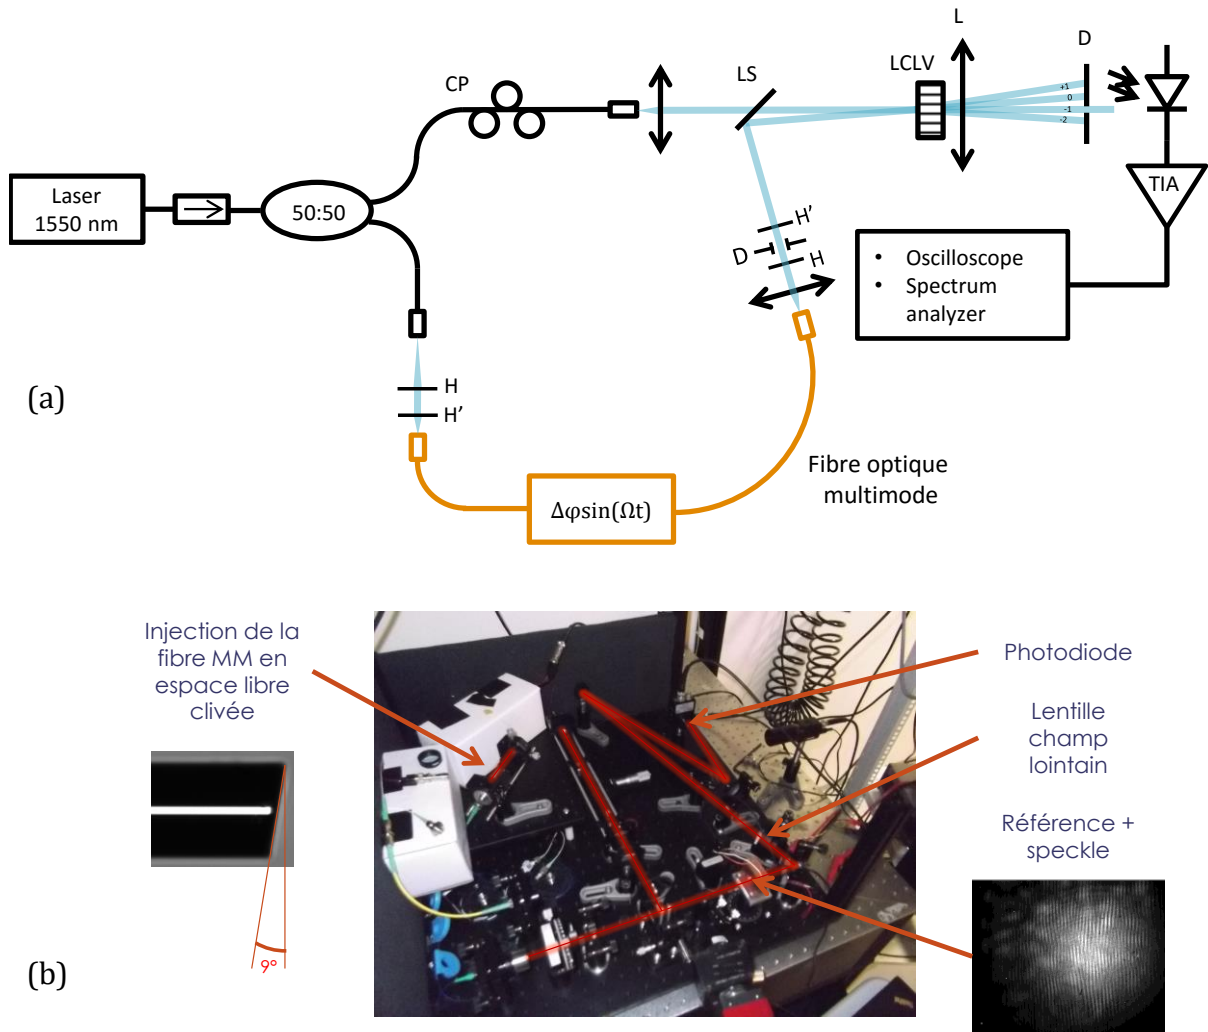 L
LCLV
D
LS
CP
+1
0
-1
-2
Laser
1550 nm
50:50
TIA
H'
D
H
• Oscilloscope
• Spectrum
analyzer
(a)
H
H'
Fibre optique
multimode
Δφsin(Ωt)
Injection de la
fibre MM en
espace libre
clivée
Photodiode
Lentille
champ
lointain
Référence +
speckle
9°
(b)